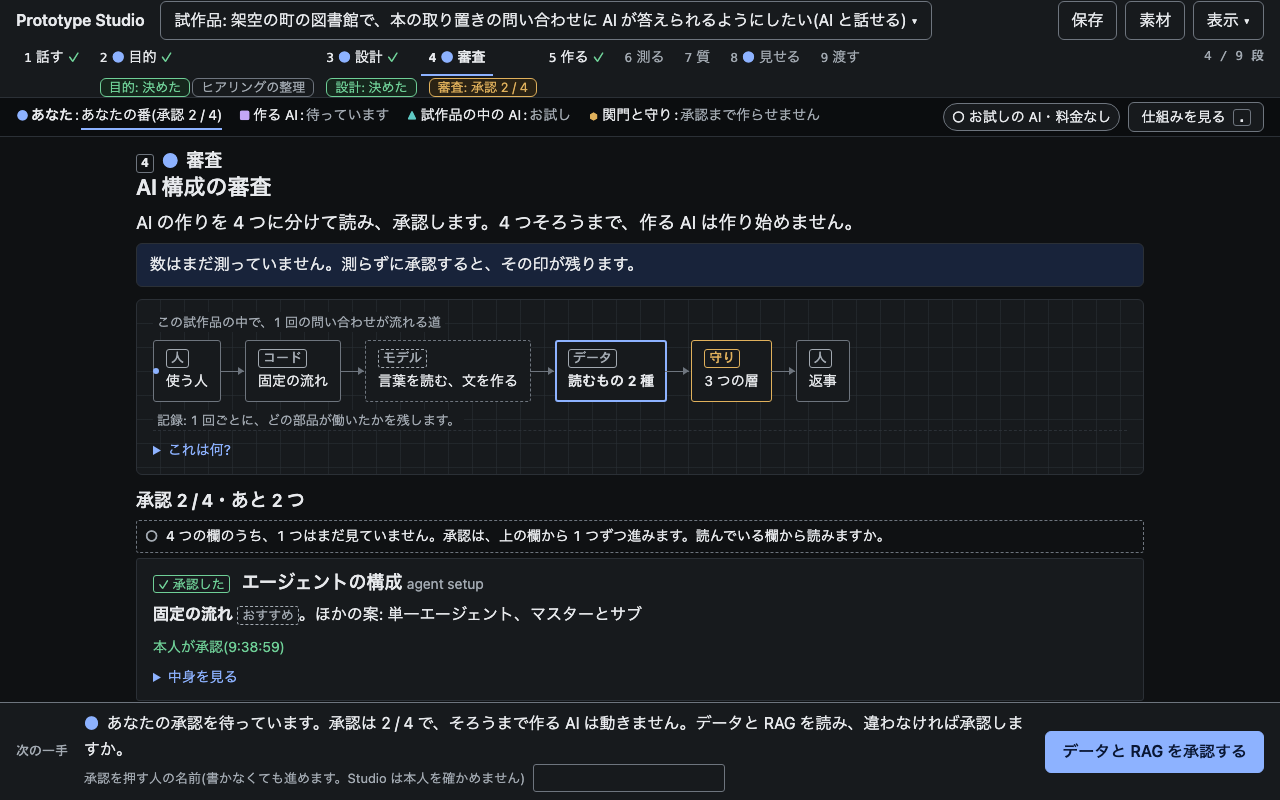 Prototype Studio
試作品: 架空の町の図書館で、本の取り置きの問い合わせに AI が答えられるようにしたい(AI と話せる) ▾
保存
素材
表示 ▾
1 話す ✓
2 目的 ✓
3 設計 ✓
4 審査
5 作る ✓
6 測る
7 質
8 見せる
9 渡す
4 / 9 段
目的: 決めた
ヒアリングの整理
設計: 決めた
審査: 承認 2 / 4
あなた: あなたの番(承認 2 / 4)
作る AI: 待っています
試作品の中の AI: お試し
関門と守り: 承認まで作らせません
お試しの AI・料金なし
仕組みを見る .
4 審査
AI 構成の審査
AI の作りを 4 つに分けて読み、承認します。4 つそろうまで、作る AI は作り始めません。
数はまだ測っていません。測らずに承認すると、その印が残ります。
この試作品の中で、1 回の問い合わせが流れる道
人
使う人
コード
固定の流れ
モデル
言葉を読む、文を作る
データ
読むもの 2 種
守り
3 つの層
人
返事
記録: 1 回ごとに、どの部品が働いたかを残します。
▶ これは何?
承認 2 / 4・あと 2 つ
4 つの欄のうち、1 つはまだ見ていません。承認は、上の欄から 1 つずつ進みます。読んでいる欄から読みますか。
✓ 承認した エージェントの構成 agent setup
固定の流れ おすすめ。ほかの案: 単一エージェント、マスターとサブ
本人が承認(9:38:59)
▶ 中身を見る
次の一手
あなたの承認を待っています。承認は 2 / 4 で、そろうまで作る AI は動きません。データと RAG を読み、違わなければ承認しま
すか。
承認を押す人の名前(書かなくても進めます。Studio は本人を確かめません)
データと RAG を承認する